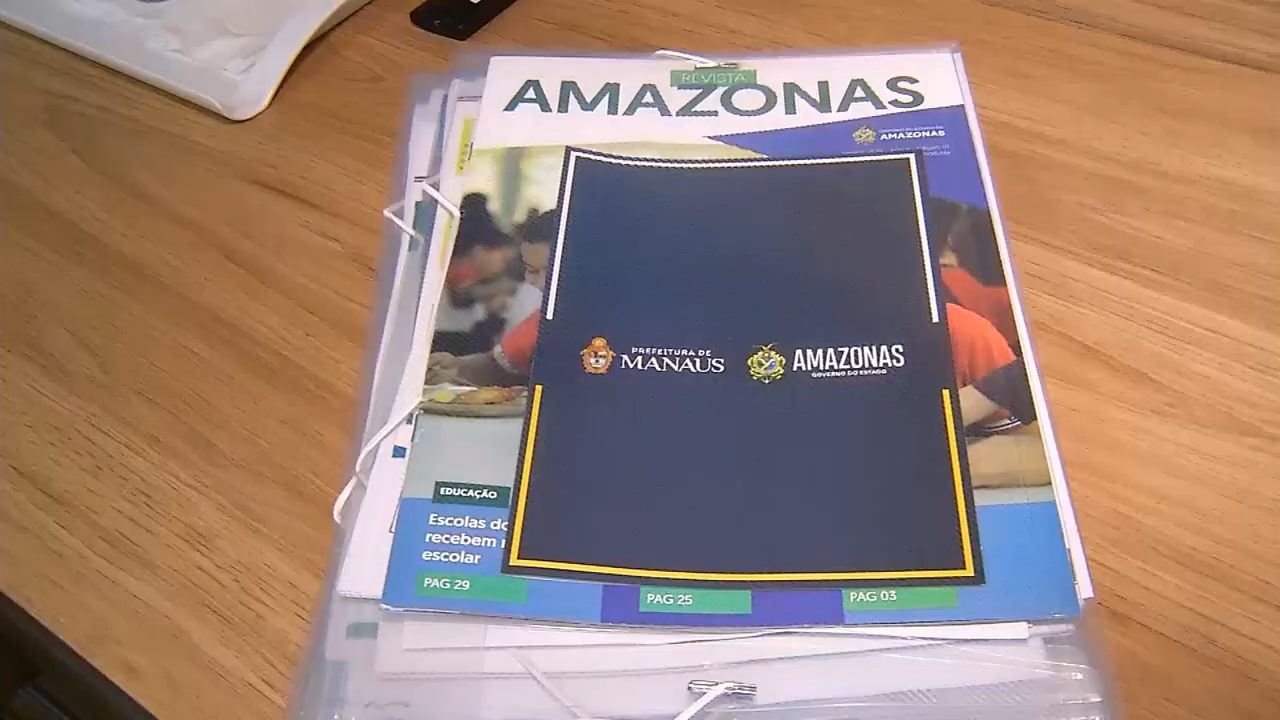 REVISTA
AMAZONAS
AMAZONAS
PREFEITURA DE
MANAUS
AMAZONAS
GOVERNO DO ESTADO
EDUCAÇÃO
Escolas do
recebem
escolar
PAG 29
PAG 25
PAG 03